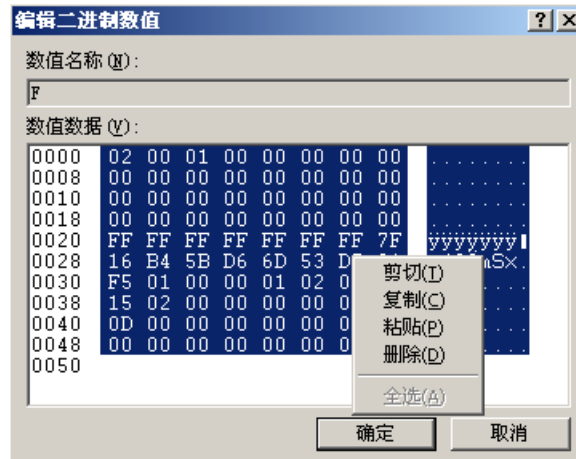 编辑二进制数值
数值名称(N):
F
数值数据(V):
0000 02 00 01 00 00 00 00 00 ........
0008 00 00 00 00 00 00 00 00 ........
0010 00 00 00 00 00 00 00 00 ........
0018 00 00 00 00 00 00 00 00 ........
0020 FF FF FF FF FF FF FF 7F ÿÿÿÿÿÿÿ
0028 16 B4 5B D6 6D 53 mS×.
0030 F5 01 00 00 01 02
0038 15 02 00 00 00 00
0040 0D 00 00 00 00 00
0048 00 00 00 00 00 00
0050
剪切(T)
复制(C)
粘贴(P)
删除(D)
全选(A)
确定 取消